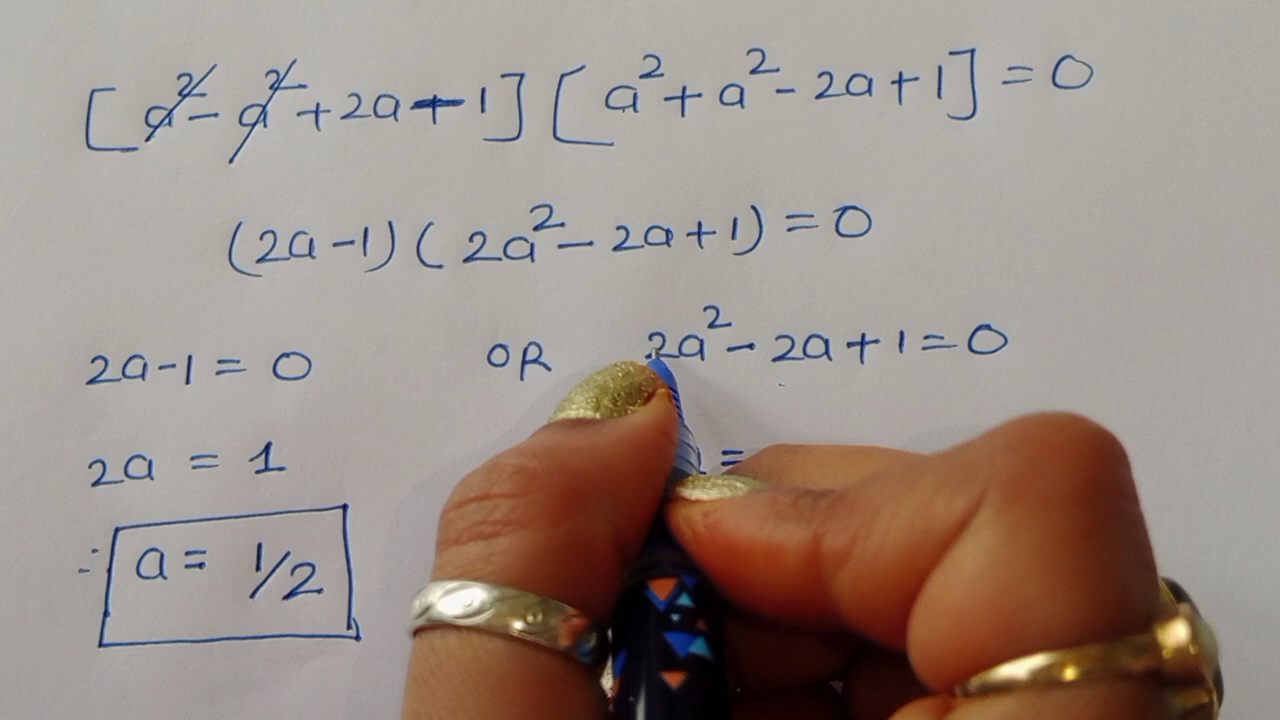 [a² - a² + 2a - 1] [a² + a² - 2a + 1] = 0
(2a - 1) (2a² - 2a + 1) = 0
2a - 1 = 0 OR 2a² - 2a + 1 = 0
2a = 1 =
∴ a = 1/2